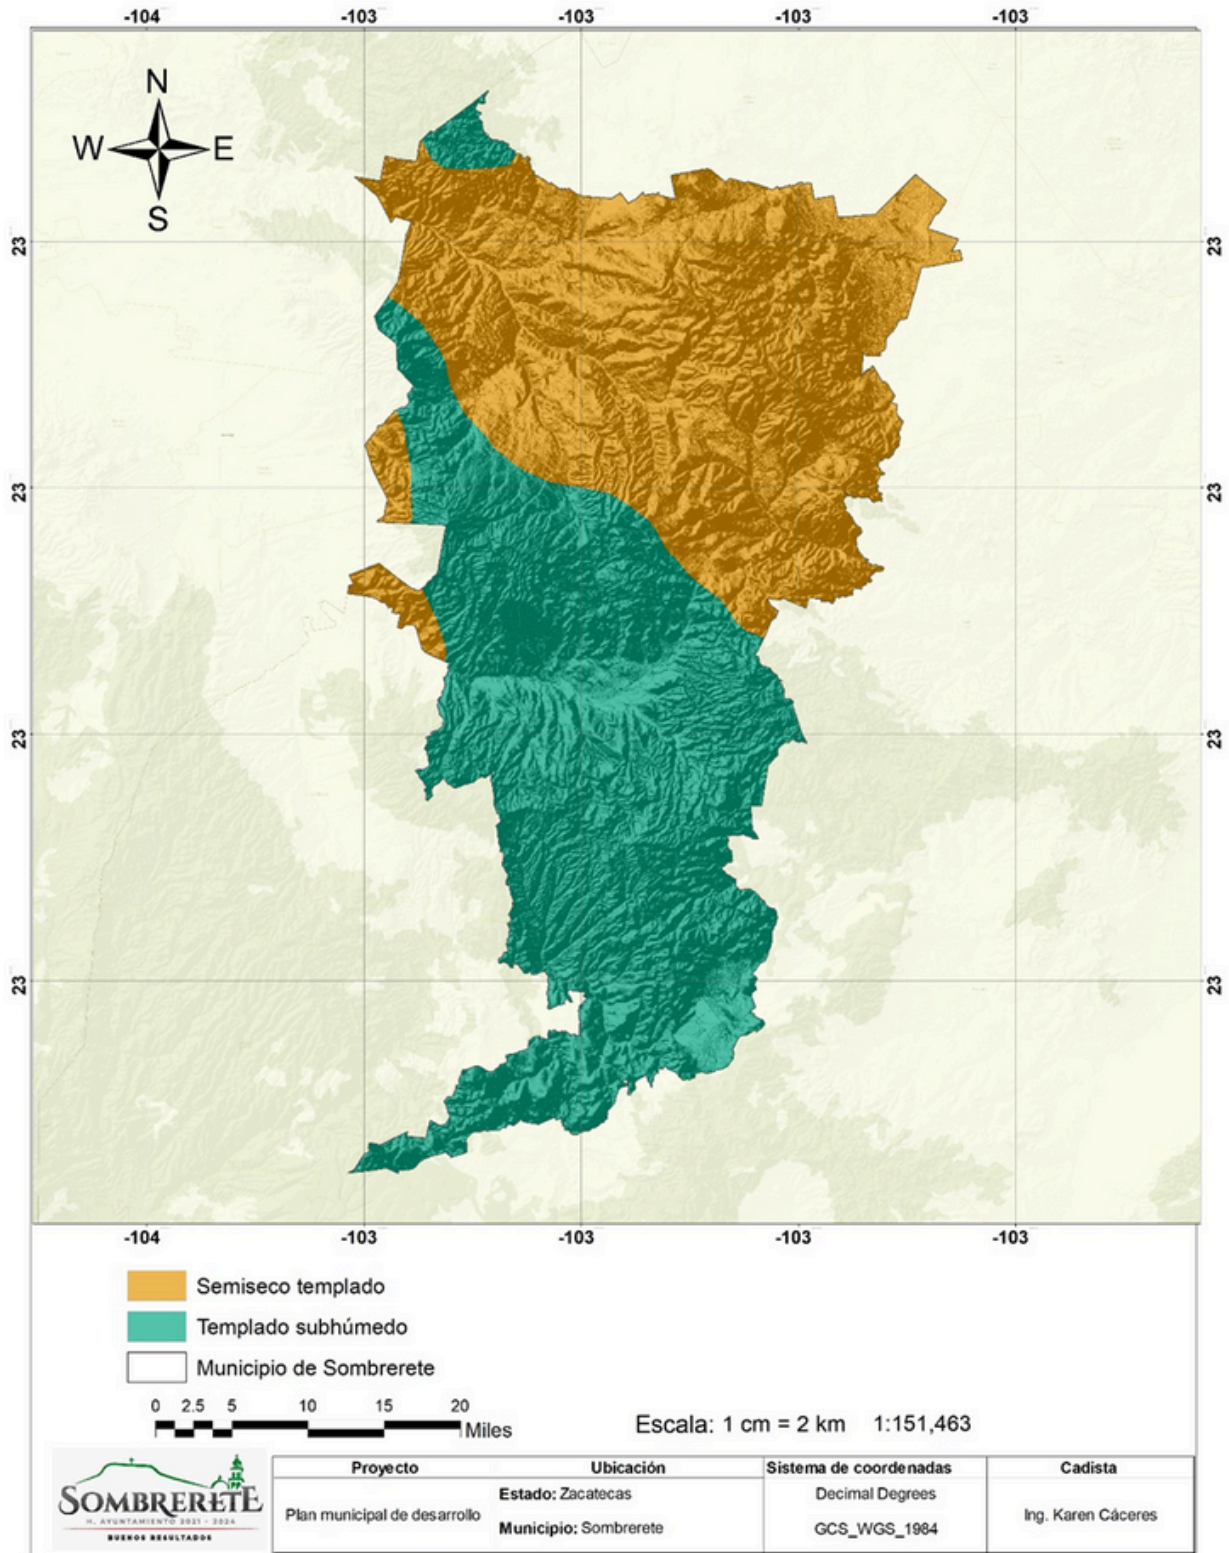 -104 -103 -103 -103 -103
N
W E
S
23 23
23 23
23 23
23 23
-104 -103 -103 -103 -103
Semiseco templado
Templado subhúmedo
Municipio de Sombrerete
0 2.5 5 10 15 20
Miles
Escala: 1 cm = 2 km 1:151,463
SOMBRERETE
H. AYUNTAMIENTO 2021 - 2024
BUENOS RESULTADOS
Proyecto Ubicación Sistema de coordenadas Cadista
Estado: Zacatecas Decimal Degrees
Plan municipal de desarrollo Ing. Karen Cáceres
Municipio: Sombrerete GCS_WGS_1984